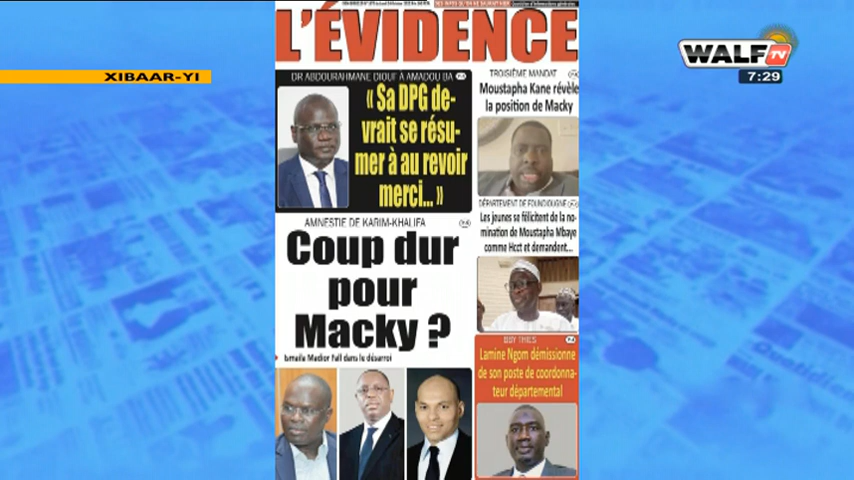 XIBAAR-YI
L'ÉVIDENCE
WALF TV
7:29
DR ABDOURAHMANE DIOUF À AMADOU BA
« Sa DPG de-
vrait se résu-
mer à au revoir
merci... »
TROISIÈME MANDAT
Moustapha Kane révèle
la position de Macky
DÉPARTEMENT DE FOUNDIOUGNE
Les jeunes se félicitent de la no-
mination de Moustapha Mbaye
comme Hcct et demandent...
AMNESTIE DE KARIM-KHALIFA
Coup dur
pour
Macky ?
Ismaïla Madior Fall dans le désarroi
Lamine Ngom démissionne
de son poste de coordonna-
teur départemental